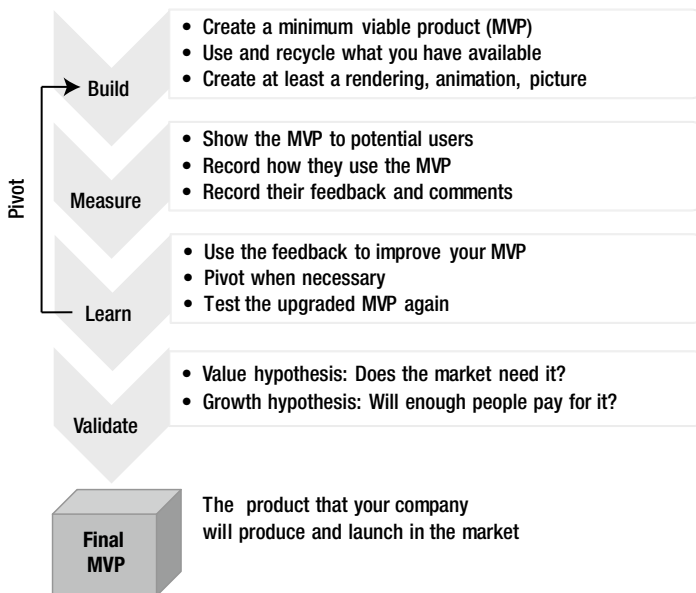 • Create a minimum viable product (MVP)
• Use and recycle what you have available
• Create at least a rendering, animation, picture
Build
• Show the MVP to potential users
• Record how they use the MVP
• Record their feedback and comments
Measure
Pivot
• Use the feedback to improve your MVP
• Pivot when necessary
• Test the upgraded MVP again
Learn
• Value hypothesis: Does the market need it?
• Growth hypothesis: Will enough people pay for it?
Validate
The product that your company
will produce and launch in the market
Final
MVP